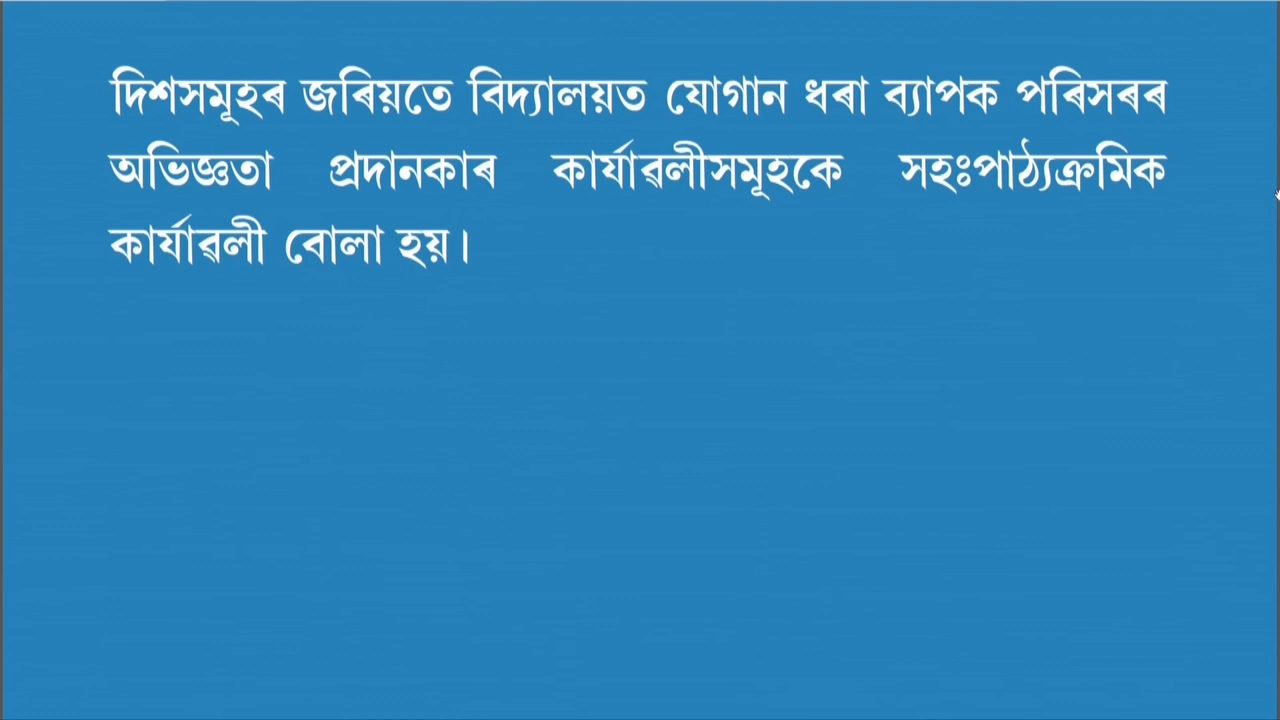 দিশসমূহৰ জৰিয়তে বিদ্যালয়ত যোগান ধৰা ব্যাপক পৰিসৰৰ
অভিজ্ঞতা প্ৰদানকাৰ কাৰ্যাৱলীসমূহকে সহঃপাঠ্যক্ৰমিক
কাৰ্যাৱলী বোলা হয়।